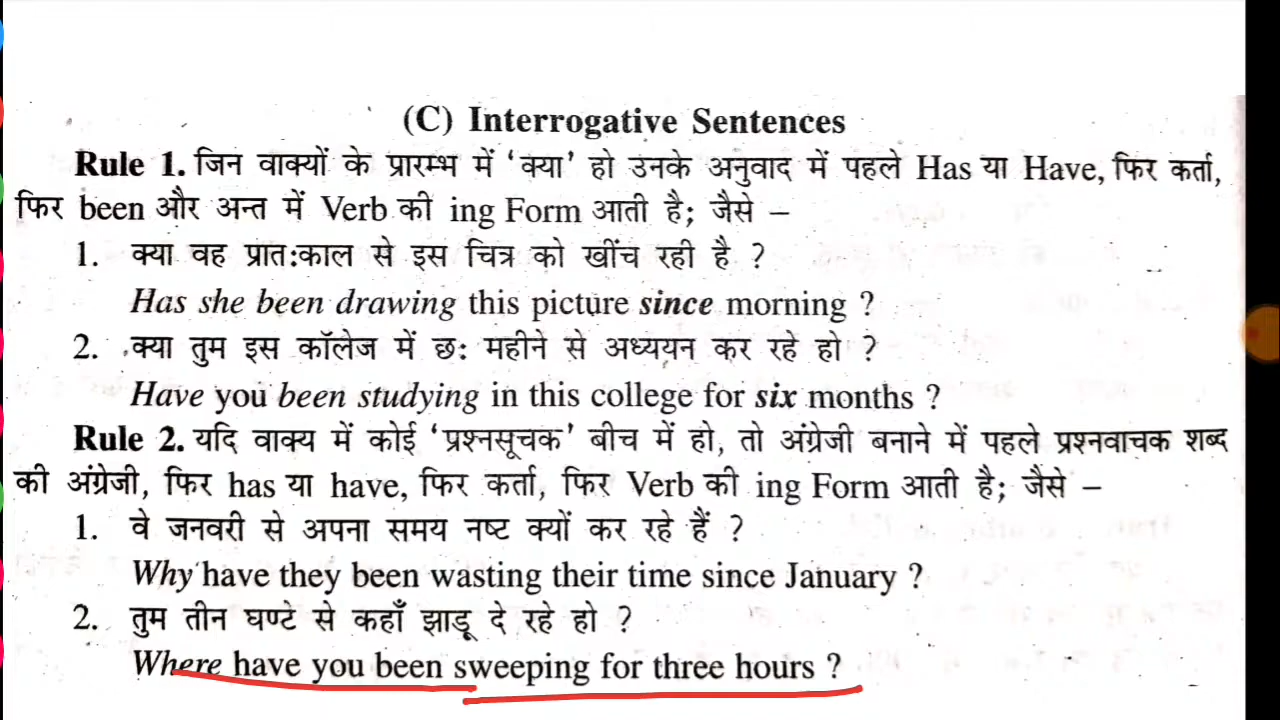 (C) Interrogative Sentences
Rule 1. जिन वाक्यों के प्रारम्भ में ‘क्या’ हो उनके अनुवाद में पहले Has या Have, फिर कर्ता,
फिर been और अन्त में Verb की ing Form आती है; जैसे –
1. क्या वह प्रात:काल से इस चित्र को खींच रही है ?
Has she been drawing this picture since morning ?
2. क्या तुम इस कॉलेज में छ: महीने से अध्ययन कर रहे हो ?
Have you been studying in this college for six months ?
Rule 2. यदि वाक्य में कोई ‘प्रश्नसूचक’ बीच में हो, तो अंग्रेजी बनाने में पहले प्रश्नवाचक शब्द
की अंग्रेजी, फिर has या have, फिर कर्ता, फिर Verb की ing Form आती है; जैसे –
1. वे जनवरी से अपना समय नष्ट क्यों कर रहे हैं ?
Why have they been wasting their time since January ?
2. तुम तीन घण्टे से कहाँ झाडू दे रहे हो ?
Where have you been sweeping for three hours ?